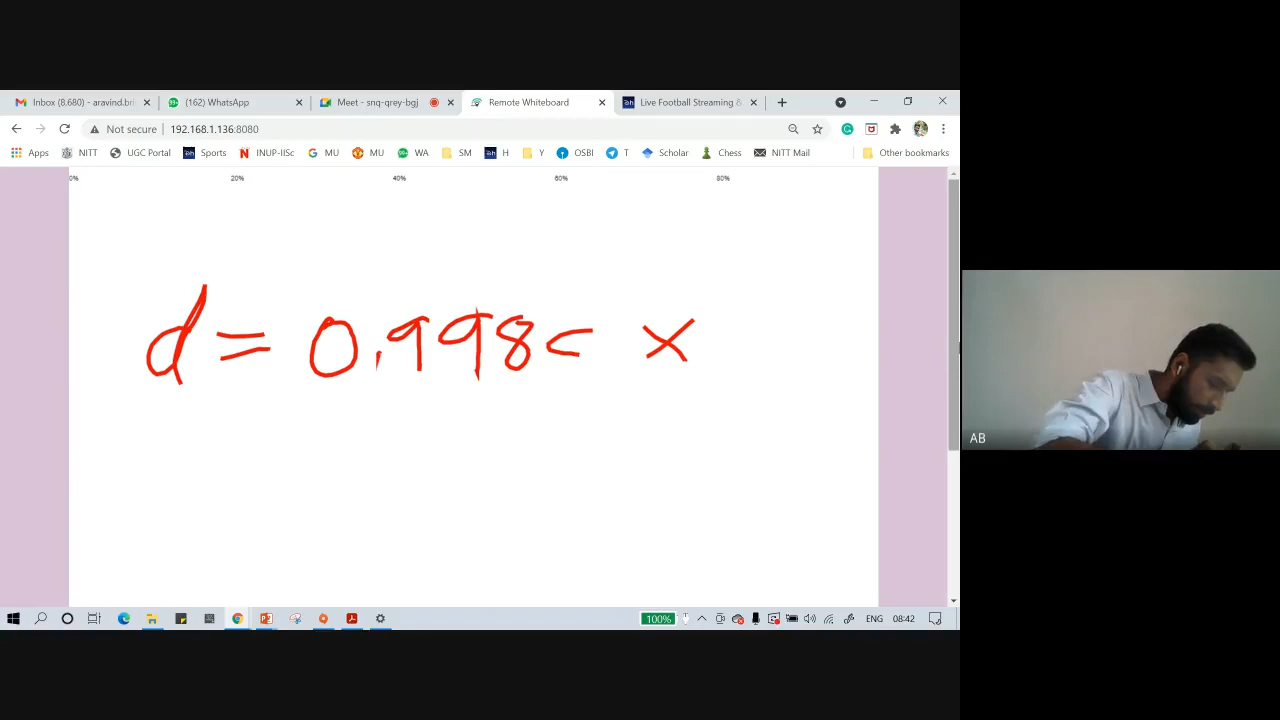 Inbox (8,680) - aravind.bri
(162) WhatsApp
Meet - snq-qrey-bgj
Remote Whiteboard
Live Football Streaming &
Not secure
192.168.1.136:8080
Apps
NITT
UGC Portal
Sports
INUP-IISc
MU
MU
WA
SM
H
Y
OSBI
T
Scholar
Chess
NITT Mail
Other bookmarks
0%
20%
40%
60%
80%
d = 0.998c ×
AB
100%
ENG
08:42